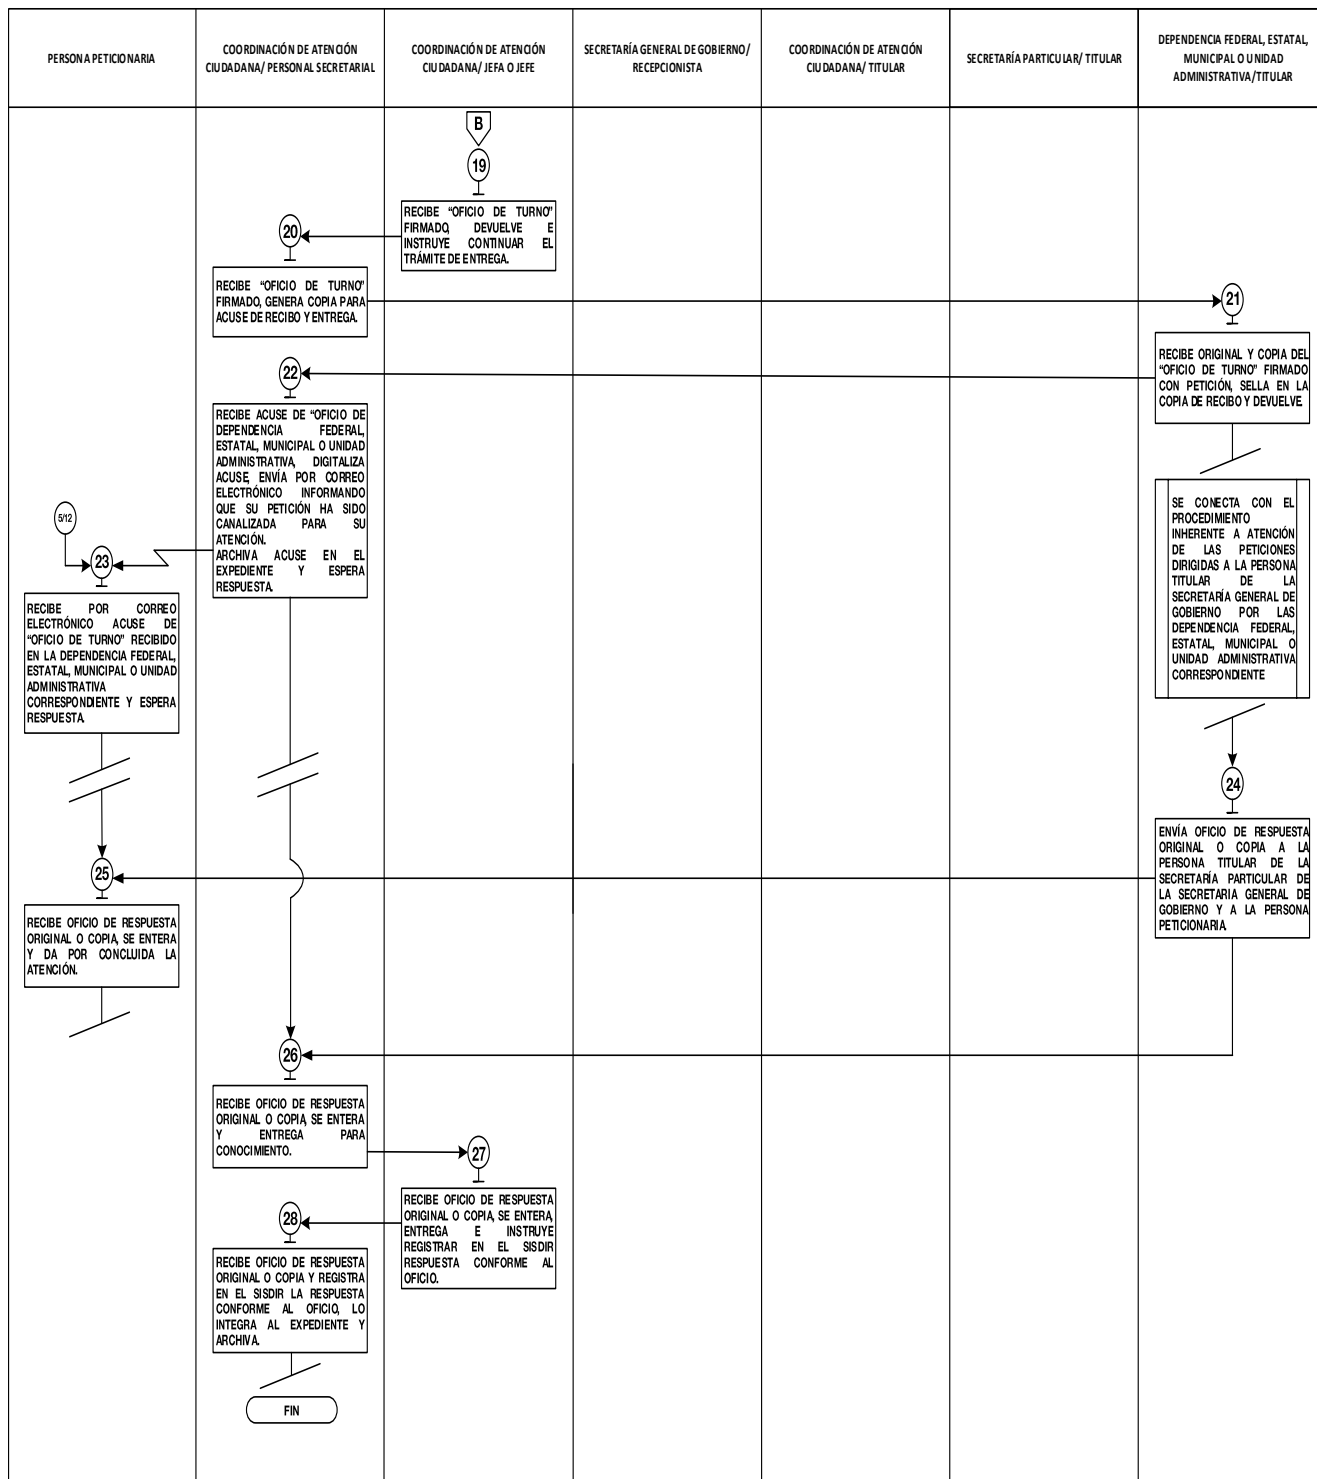 PERSONA PETICIONARIA
COORDINACIÓN DE ATENCIÓN
CIUDADANA/ PERSONAL SECRETARIAL
COORDINACIÓN DE ATENCIÓN
CIUDADANA/ JEFA O JEFE
SECRETARÍA GENERAL DE GOBIERNO/
RECEPCIONISTA
COORDINACIÓN DE ATENCIÓN
CIUDADANA/ TITULAR
SECRETARÍA PARTICULAR/ TITULAR
DEPENDENCIA FEDERAL, ESTATAL,
MUNICIPAL O UNIDAD
ADMINISTRATIVA/TITULAR
B
19
RECIBE “OFICIO DE TURNO”
FIRMADO, DEVUELVE E
INSTRUYE CONTINUAR EL
TRÁMITE DE ENTREGA.
20
RECIBE “OFICIO DE TURNO”
FIRMADO, GENERA COPIA PARA
ACUSE DE RECIBO Y ENTREGA.
21
RECIBE ORIGINAL Y COPIA DEL
“OFICIO DE TURNO” FIRMADO
CON PETICIÓN, SELLA EN LA
COPIA DE RECIBO Y DEVUELVE.
22
RECIBE ACUSE DE “OFICIO DE
DEPENDENCIA FEDERAL,
ESTATAL, MUNICIPAL O UNIDAD
ADMINISTRATIVA, DIGITALIZA
ACUSE, ENVÍA POR CORREO
ELECTRÓNICO INFORMANDO
QUE SU PETICIÓN HA SIDO
CANALIZADA PARA SU
ATENCIÓN.
ARCHIVA ACUSE EN EL
EXPEDIENTE Y ESPERA
RESPUESTA.
SE CONECTA CON EL
PROCEDIMIENTO
INHERENTE A ATENCIÓN
DE LAS PETICIONES
DIRIGIDAS A LA PERSONA
TITULAR DE LA
SECRETARÍA GENERAL DE
GOBIERNO POR LAS
DEPENDENCIA FEDERAL,
ESTATAL, MUNICIPAL O
UNIDAD ADMINISTRATIVA
CORRESPONDIENTE
5/12
23
RECIBE POR CORREO
ELECTRÓNICO ACUSE DE
“OFICIO DE TURNO” RECIBIDO
EN LA DEPENDENCIA FEDERAL,
ESTATAL, MUNICIPAL O UNIDAD
ADMINISTRATIVA
CORRESPONDIENTE Y ESPERA
RESPUESTA.
24
ENVÍA OFICIO DE RESPUESTA
ORIGINAL O COPIA A LA
PERSONA TITULAR DE LA
SECRETARÍA PARTICULAR DE
LA SECRETARIA GENERAL DE
GOBIERNO Y A LA PERSONA
PETICIONARIA.
25
RECIBE OFICIO DE RESPUESTA
ORIGINAL O COPIA, SE ENTERA
Y DA POR CONCLUIDA LA
ATENCIÓN.
26
RECIBE OFICIO DE RESPUESTA
ORIGINAL O COPIA, SE ENTERA
Y ENTREGA PARA
CONOCIMIENTO.
27
RECIBE OFICIO DE RESPUESTA
ORIGINAL O COPIA, SE ENTERA,
ENTREGA E INSTRUYE
REGISTRAR EN EL SISDIR
RESPUESTA CONFORME AL
OFICIO.
28
RECIBE OFICIO DE RESPUESTA
ORIGINAL O COPIA Y REGISTRA
EN EL SISDIR LA RESPUESTA
CONFORME AL OFICIO, LO
INTEGRA AL EXPEDIENTE Y
ARCHIVA.
FIN